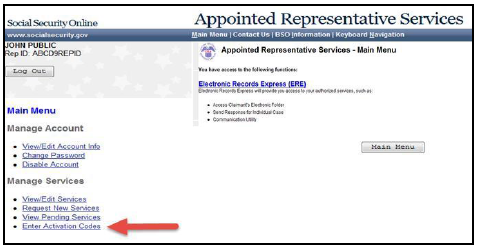 Social Security Online
Appointed Representative Services
www.socialsecurity.gov
Main Menu | Contact Us | BSO Information | Keyboard Navigation
JOHN PUBLIC
Rep ID: ABCD9REPID
Log Out
Main Menu
Manage Account
View/Edit Account Info
Change Password
Disable Account
Manage Services
View/Edit Services
Request New Services
View Pending Services
Enter Activation Codes
Appointed Representative Services - Main Menu
You have access to the following functions:
Electronic Records Express (ERE)
Electronic Records Express will provide you access to your authorized services, such as:
Access Claimant's Electronic Folder
Send Response for Individual Case
Communication Utility
Main Menu